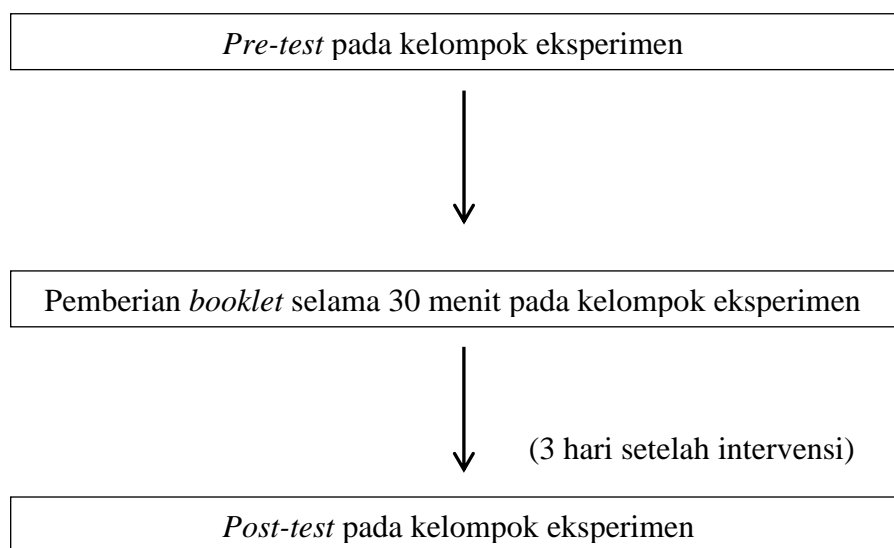 Pre-test pada kelompok eksperimen
Pemberian booklet selama 30 menit pada kelompok eksperimen
(3 hari setelah intervensi)
Post-test pada kelompok eksperimen